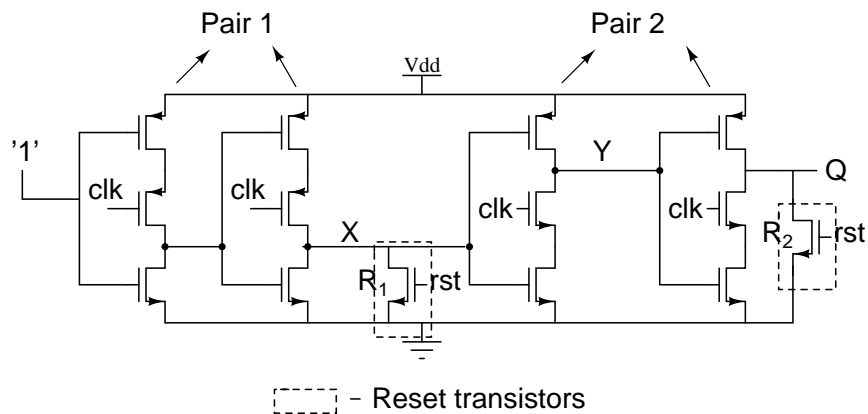 Pair 1
Pair 2
Vdd
'1'
clk
clk
X
R1
rst
clk
Y
clk
Q
R2
rst
- Reset transistors